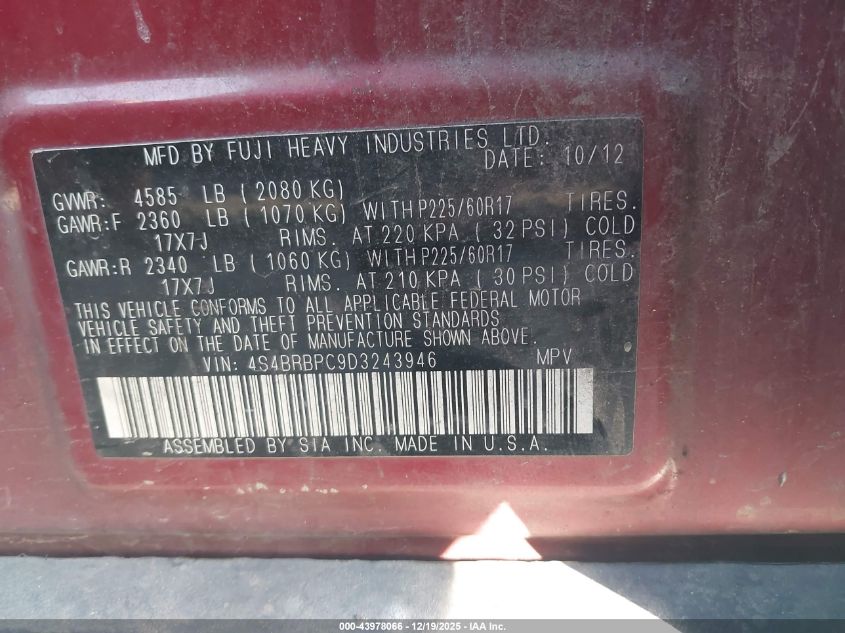 MFD BY FUJI HEAVY INDUSTRIES LTD.
DATE: 10/12
GVWR: 4585 LB (2080 KG)
GAWR:F 2360 LB (1070 KG) WITH P225/60R17 TIRES.
17X7J RIMS. AT 220 KPA (32 PSI) COLD
GAWR:R 2340 LB (1060 KG) WITH P225/60R17 TIRES.
17X7J RIMS. AT 210 KPA (30 PSI) COLD
THIS VEHICLE CONFORMS TO ALL APPLICABLE FEDERAL MOTOR
VEHICLE SAFETY AND THEFT PREVENTION STANDARDS
IN EFFECT ON THE DATE OF MANUFACTURE SHOWN ABOVE.
VIN: 4S4BRBPC9D3243946 MPV
ASSEMBLED BY SIA INC. MADE IN U.S.A.
000-43978066 - 12/19/2025 - IAA Inc.